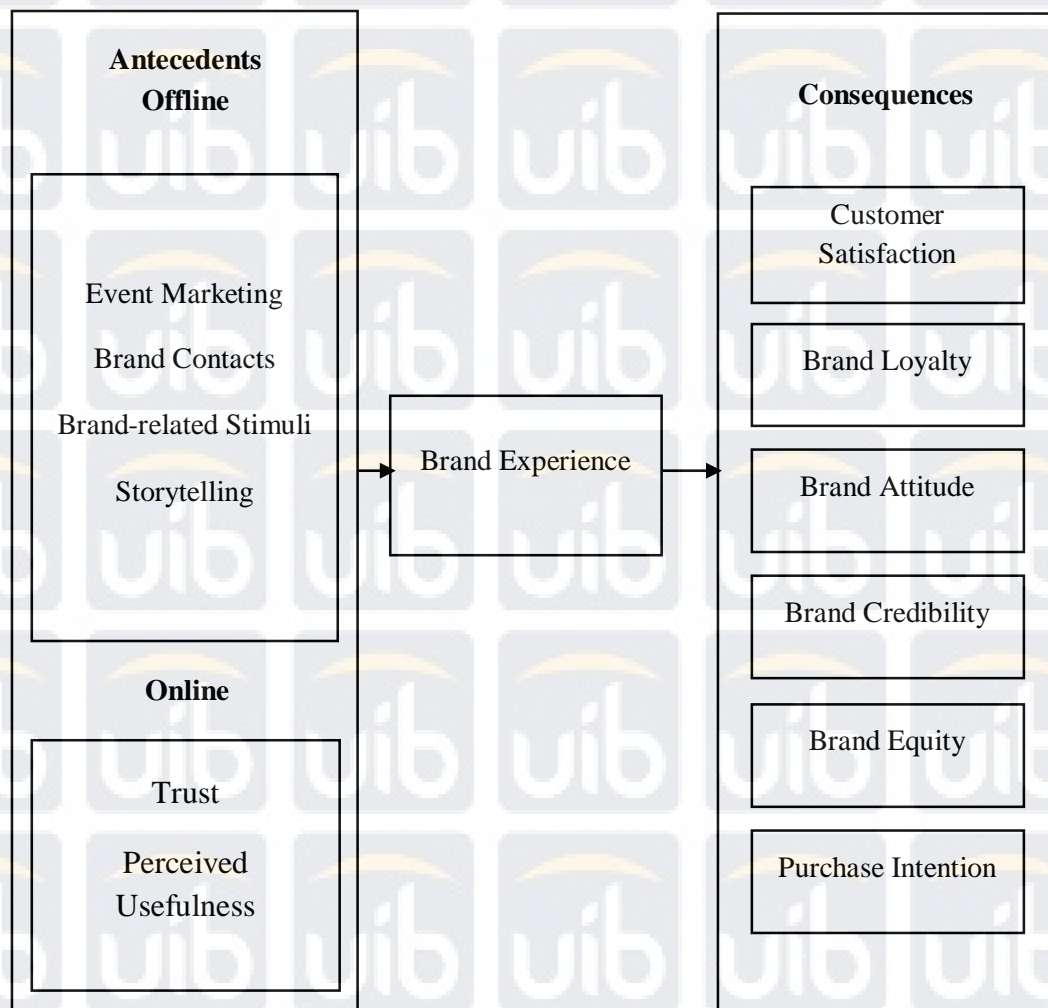 Antecedents
Offline
Event Marketing
Brand Contacts
Brand-related Stimuli
Storytelling
Online
Trust
Perceived
Usefulness
Brand Experience
Consequences
Customer
Satisfaction
Brand Loyalty
Brand Attitude
Brand Credibility
Brand Equity
Purchase Intention
uib